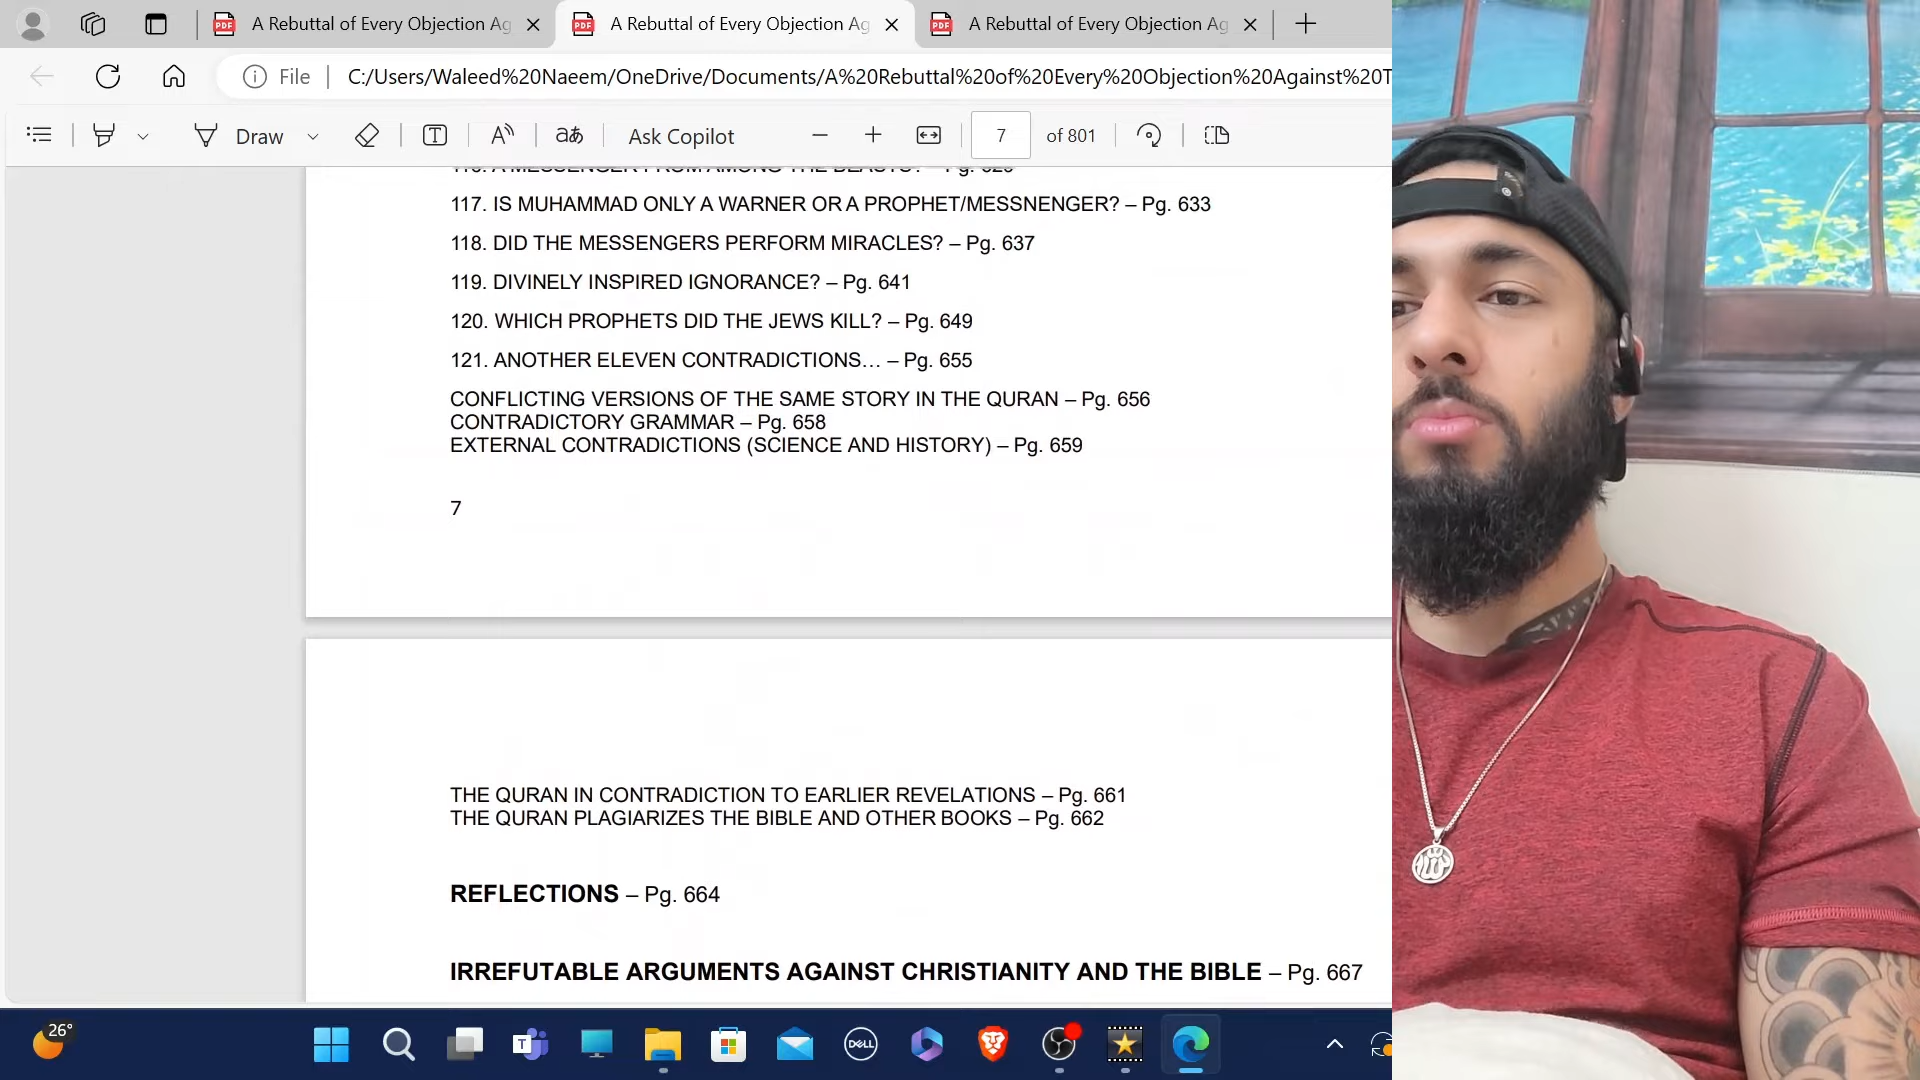 A Rebuttal of Every Objection Ag
A Rebuttal of Every Objection Ag
A Rebuttal of Every Objection Ag
File
C:/Users/Waleed%20Naeem/OneDrive/Documents/A%20Rebuttal%20of%20Every%20Objection%20Against%20T
Draw
Ask Copilot
7 of 801
117. IS MUHAMMAD ONLY A WARNER OR A PROPHET/MESSNENGER? – Pg. 633
118. DID THE MESSENGERS PERFORM MIRACLES? – Pg. 637
119. DIVINELY INSPIRED IGNORANCE? – Pg. 641
120. WHICH PROPHETS DID THE JEWS KILL? – Pg. 649
121. ANOTHER ELEVEN CONTRADICTIONS… – Pg. 655
CONFLICTING VERSIONS OF THE SAME STORY IN THE QURAN – Pg. 656
CONTRADICTORY GRAMMAR – Pg. 658
EXTERNAL CONTRADICTIONS (SCIENCE AND HISTORY) – Pg. 659
7
THE QURAN IN CONTRADICTION TO EARLIER REVELATIONS – Pg. 661
THE QURAN PLAGIARIZES THE BIBLE AND OTHER BOOKS – Pg. 662
REFLECTIONS – Pg. 664
IRREFUTABLE ARGUMENTS AGAINST CHRISTIANITY AND THE BIBLE – Pg. 667
26°
DELL
الله